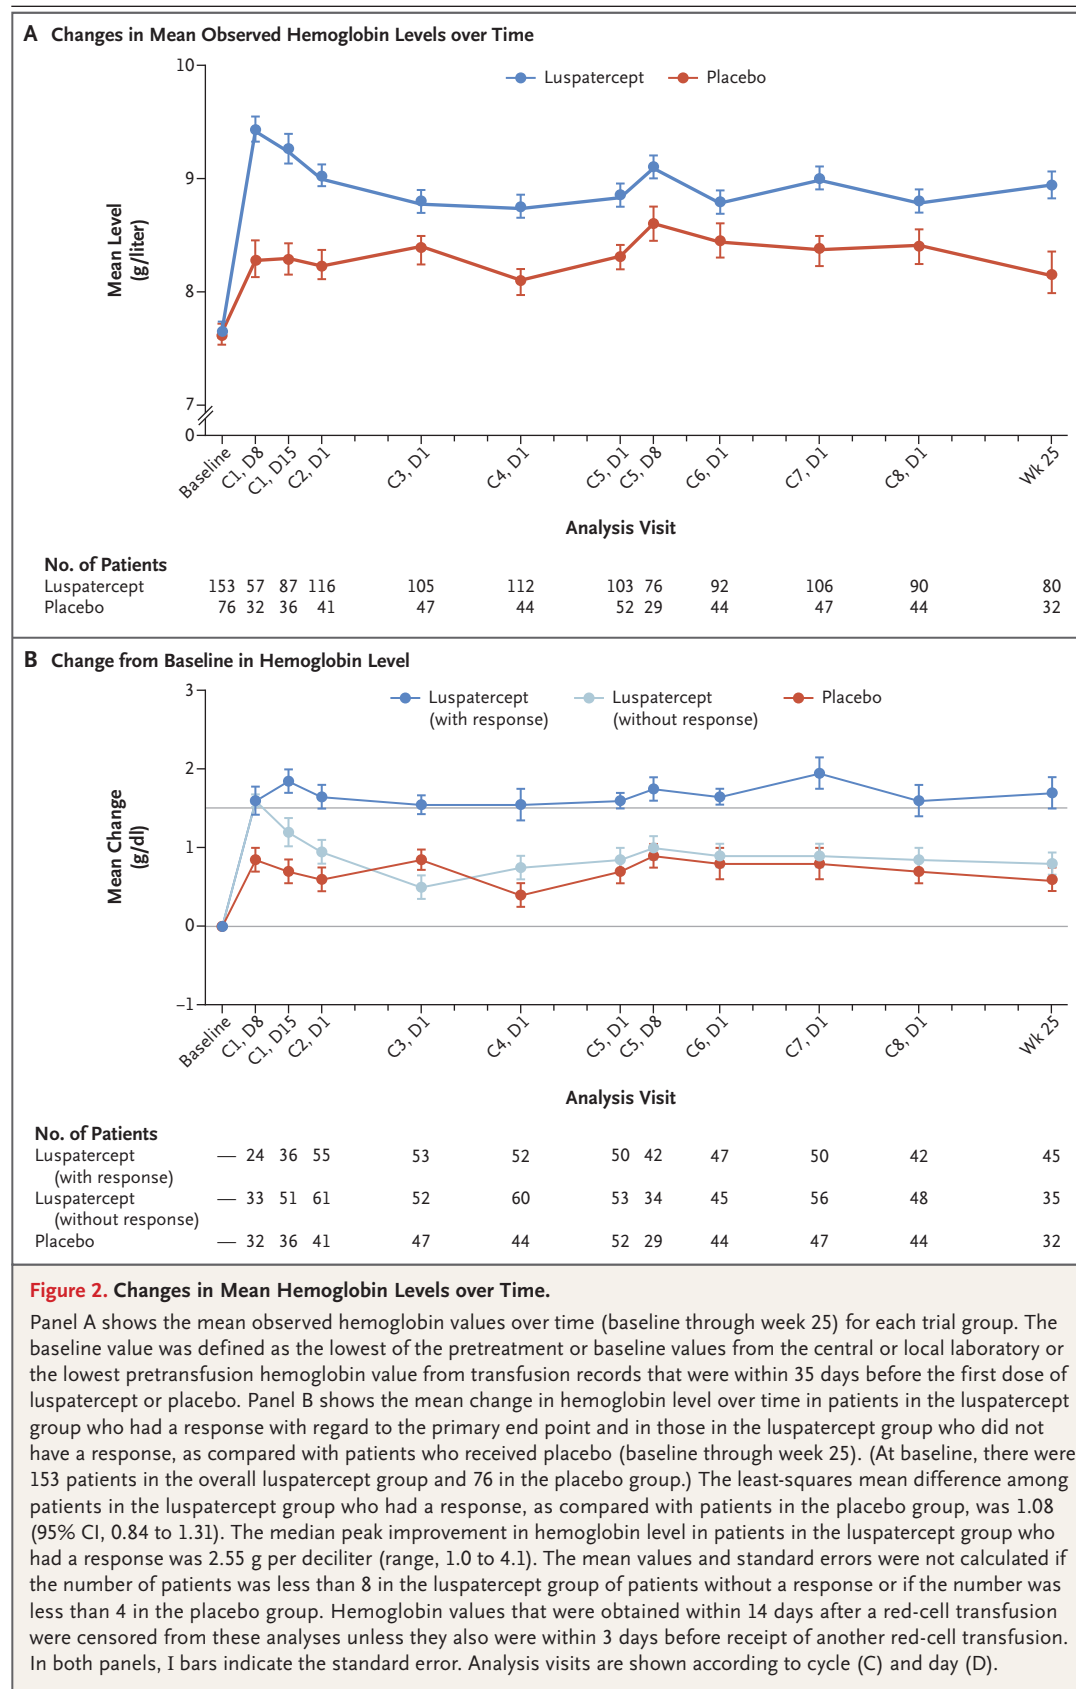 A Changes in Mean Observed Hemoglobin Levels over Time
Luspatercept Placebo
10
9
8
7
0
Mean Level
(g/liter)
Baseline C1, D8 C1, D15 C2, D1 C3, D1 C4, D1 C5, D1 C5, D8 C6, D1 C7, D1 C8, D1 Wk 25
Analysis Visit
No. of Patients
Luspatercept 153 57 87 116 105 112 103 76 92 106 90 80
Placebo 76 32 36 41 47 44 52 29 44 47 44 32
B Change from Baseline in Hemoglobin Level
Luspatercept
(with response)
Luspatercept
(without response)
Placebo
3
2
1
0
−1
Mean Change
(g/dl)
Baseline C1, D8 C1, D15 C2, D1 C3, D1 C4, D1 C5, D1 C5, D8 C6, D1 C7, D1 C8, D1 Wk 25
Analysis Visit
No. of Patients
Luspatercept — 24 36 55 53 52 50 42 47 50 42 45
(with response)
Luspatercept — 33 51 61 52 60 53 34 45 56 48 35
(without response)
Placebo — 32 36 41 47 44 52 29 44 47 44 32
Figure 2. Changes in Mean Hemoglobin Levels over Time.
Panel A shows the mean observed hemoglobin values over time (baseline through week 25) for each trial group. The
baseline value was defined as the lowest of the pretreatment or baseline values from the central or local laboratory or
the lowest pretransfusion hemoglobin value from transfusion records that were within 35 days before the first dose of
luspatercept or placebo. Panel B shows the mean change in hemoglobin level over time in patients in the luspatercept
group who had a response with regard to the primary end point and in those in the luspatercept group who did not
have a response, as compared with patients who received placebo (baseline through week 25). (At baseline, there were
153 patients in the overall luspatercept group and 76 in the placebo group.) The least-squares mean difference among
patients in the luspatercept group who had a response, as compared with patients in the placebo group, was 1.08
(95% CI, 0.84 to 1.31). The median peak improvement in hemoglobin level in patients in the luspatercept group who
had a response was 2.55 g per deciliter (range, 1.0 to 4.1). The mean values and standard errors were not calculated if
the number of patients was less than 8 in the luspatercept group of patients without a response or if the number was
less than 4 in the placebo group. Hemoglobin values that were obtained within 14 days after a red-cell transfusion
were censored from these analyses unless they also were within 3 days before receipt of another red-cell transfusion.
In both panels, I bars indicate the standard error. Analysis visits are shown according to cycle (C) and day (D).